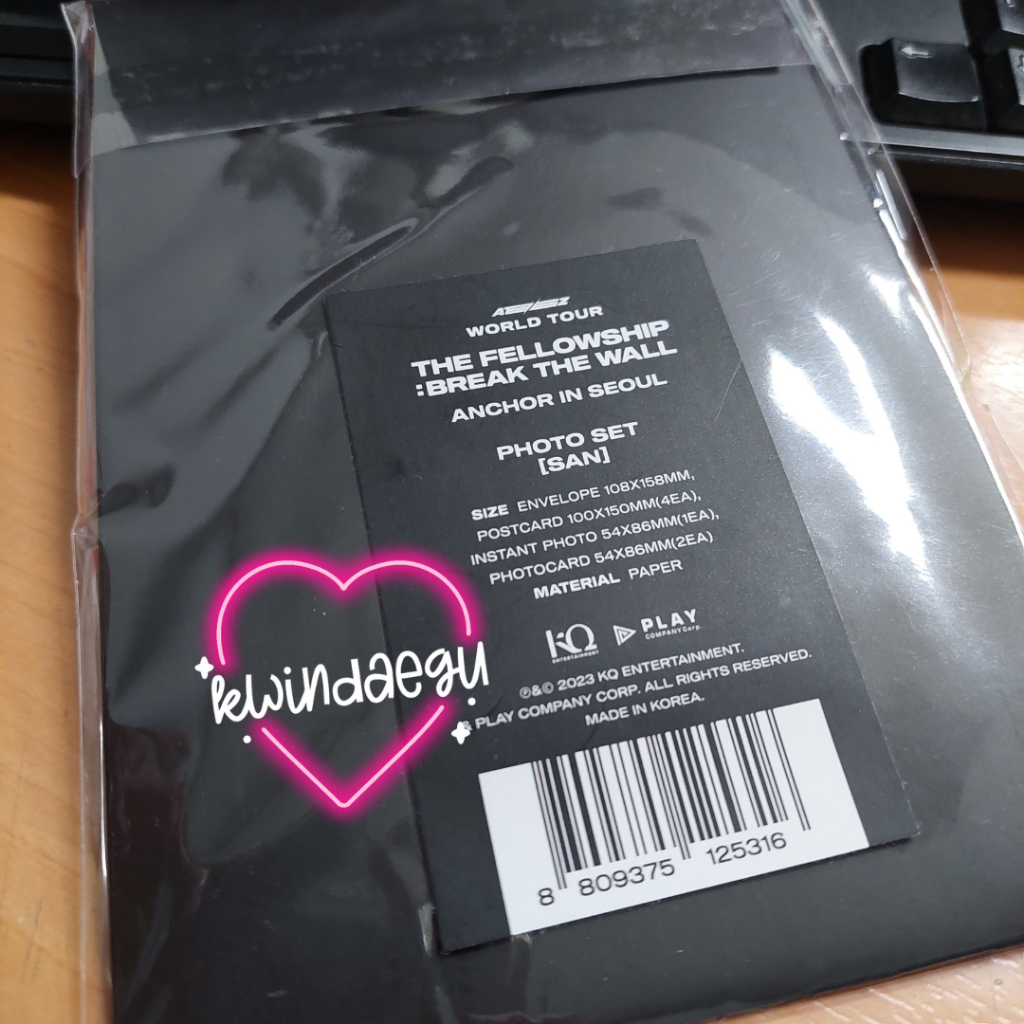 ATEEZ
WORLD TOUR
THE FELLOWSHIP
:BREAK THE WALL
ANCHOR IN SEOUL
PHOTO SET
[SAN]
SIZE ENVELOPE 108X158MM,
POSTCARD 100X150MM(4EA),
INSTANT PHOTO 54X86MM(1EA),
PHOTOCARD 54X86MM(2EA)
MATERIAL PAPER
KQ
ENTERTAINMENT
PLAY
COMPANY Corp.
℗&© 2023 KQ ENTERTAINMENT.
& PLAY COMPANY CORP. ALL RIGHTS RESERVED.
MADE IN KOREA.
8 809375 125316
kwindaegu